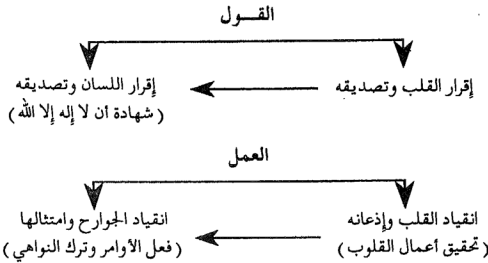 القـــول
إقرار القلب وتصديقه
إقرار اللسان وتصديقه
(شهادة أن لا إله إلا الله)
العمل
انقياد القلب وإذعانه
(تحقيق أعمال القلوب)
انقياد الجوارح وامتثالها
(فعل الأوامر وترك النواهي)